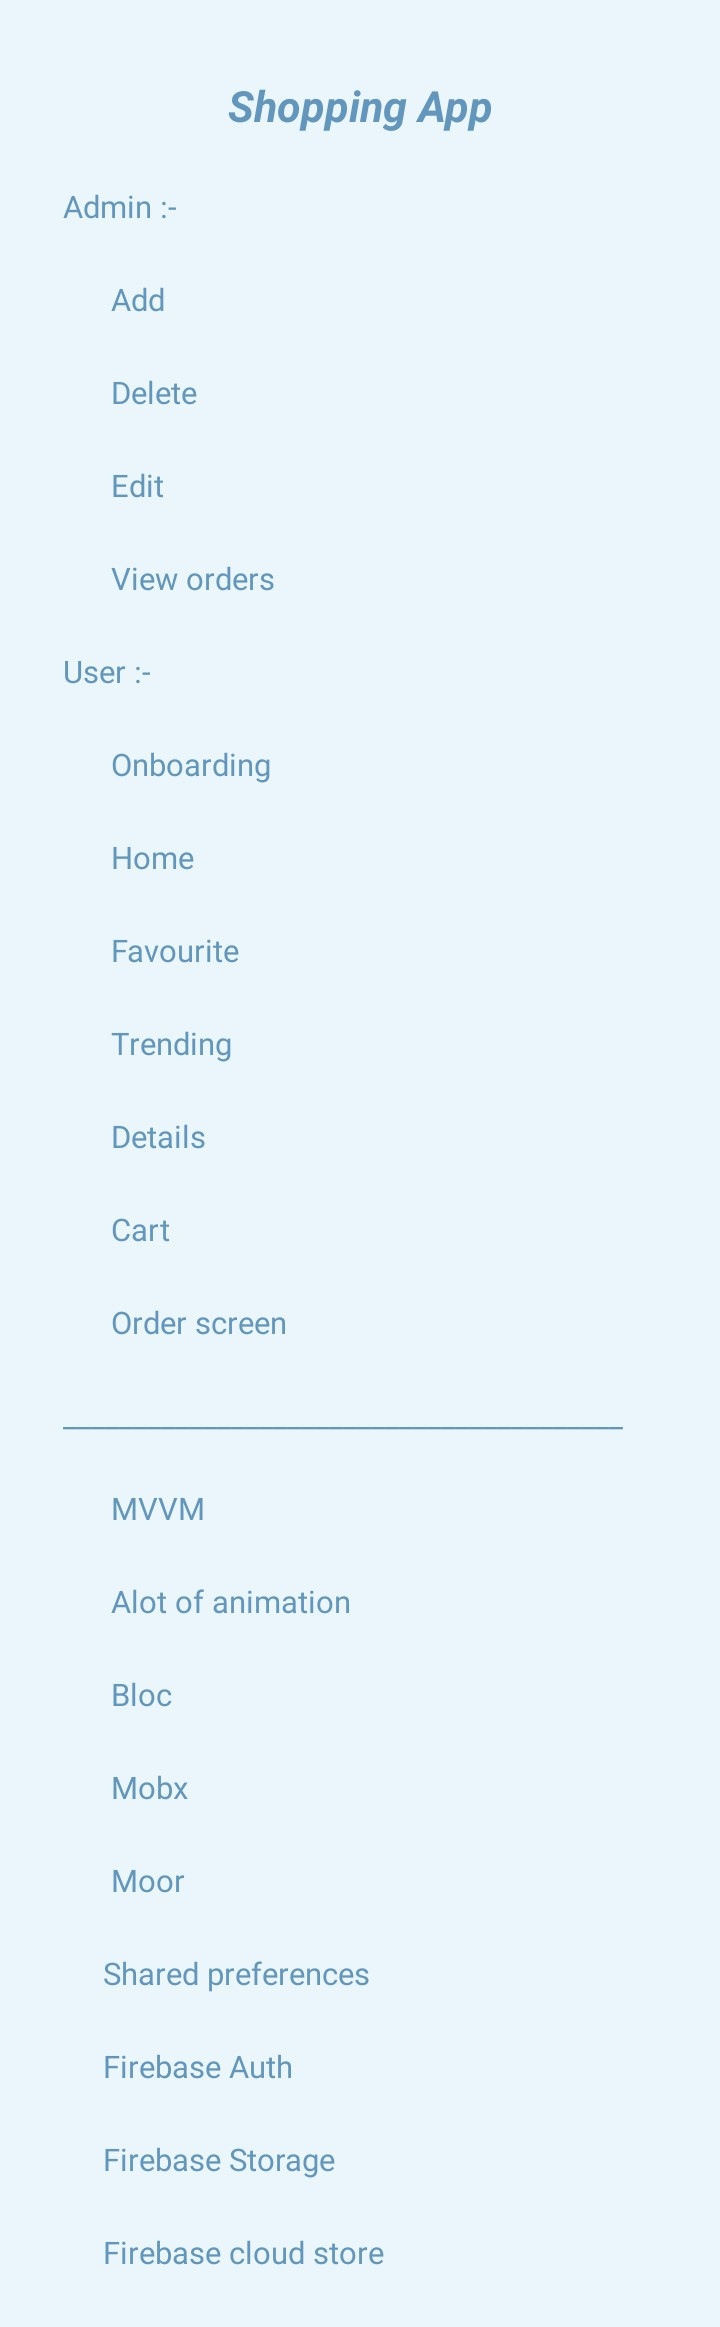 Shopping App
Admin :-
Add
Delete
Edit
View orders
User :-
Onboarding
Home
Favourite
Trending
Details
Cart
Order screen
MVVM
Alot of animation
Bloc
Mobx
Moor
Shared preferences
Firebase Auth
Firebase Storage
Firebase cloud store